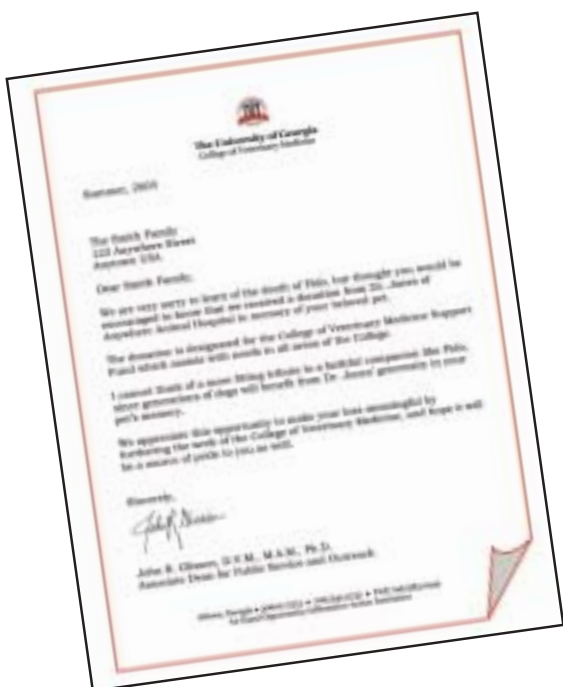 The University of Georgia
College of Veterinary Medicine
Summer, 2003
The Smith Family
123 Anywhere Street
Anytown USA
Dear Smith Family,
We are very sorry to learn of the death of Fido, but thought you would be
encouraged to know that we received a donation from Dr. Jones of
Anywhere Animal Hospital in memory of your beloved pet.
The donation is designated for the College of Veterinary Medicine Support
Fund which assists with needs in all areas of the College.
I cannot think of a more fitting tribute to a faithful companion like Fido,
since generations of dogs will benefit from Dr. Jones' generosity in your
pet's memory.
We appreciate this opportunity to make your loss meaningful by
furthering the work of the College of Veterinary Medicine, and hope it will
be a source of pride to you as well.
Sincerely,
John R.
D.V.M., M.A.M., Ph.D.
Associate Dean for Public Service and Outreach